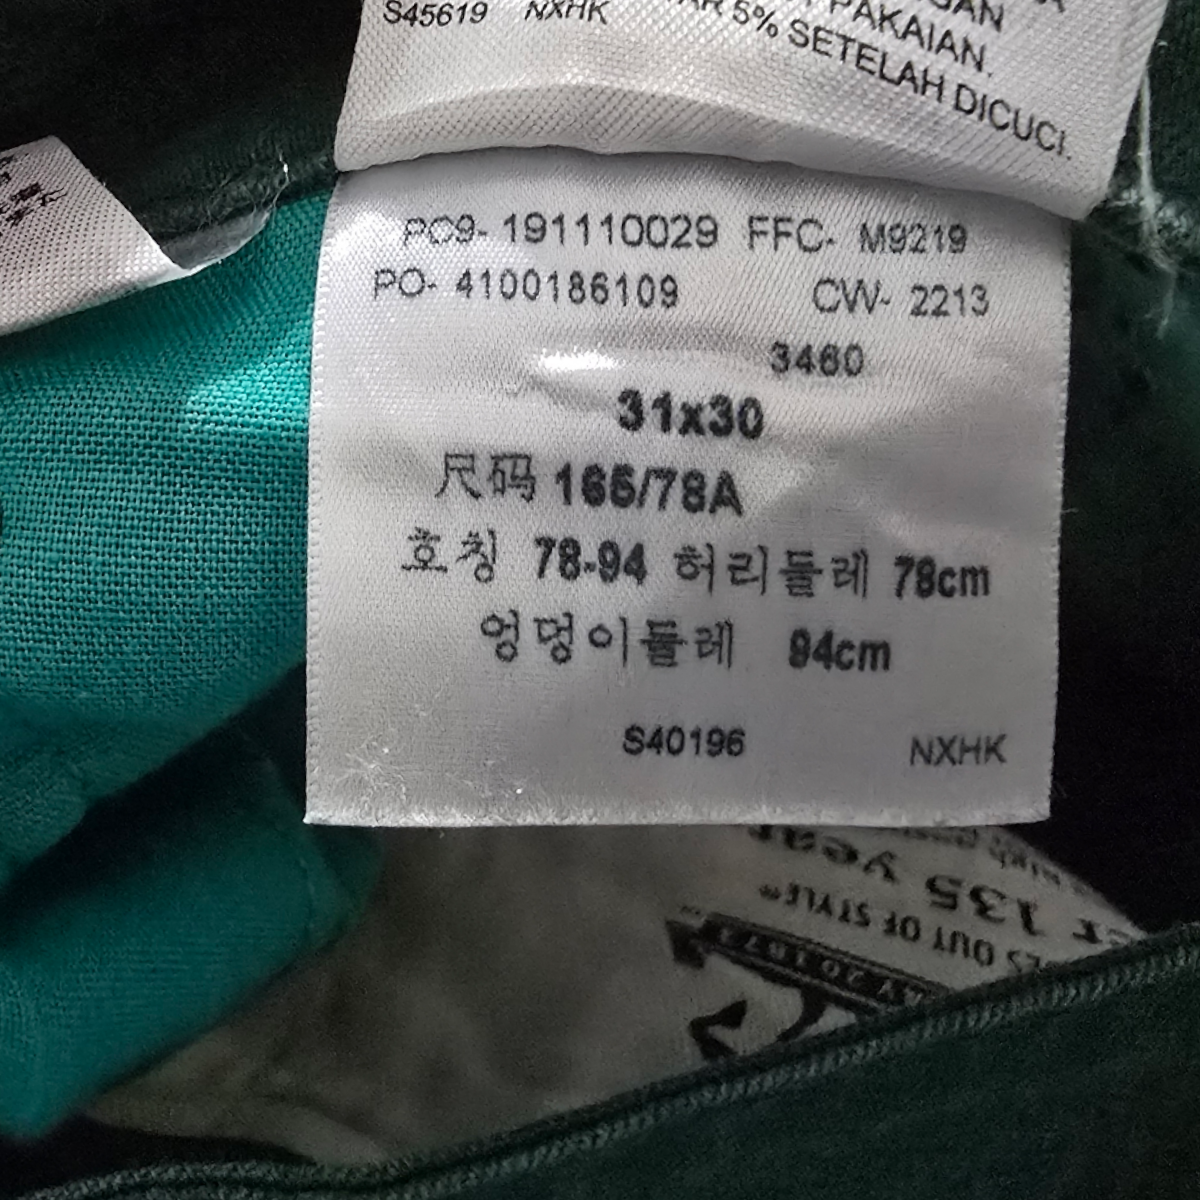 S45619 NXHK
5% SETELAH DICUCI.
PAKAIAN.
PC9- 191110029 FFC- M9219
PO- 4100186109 CW- 2213
3460
31x30
尺码 165/78A
호칭 78-94 허리둘레 78cm
엉덩이둘레 94cm
S40196 NXHK
135 year
OUT OF STYLE™